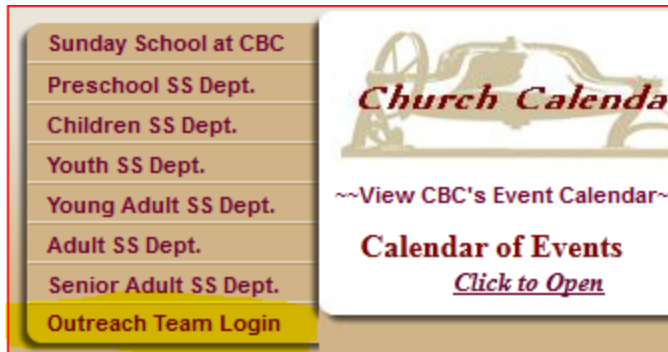 Sunday School at CBC
Preschool SS Dept.
Children SS Dept.
Youth SS Dept.
Young Adult SS Dept.
Adult SS Dept.
Senior Adult SS Dept.
Outreach Team Login
Church Calenda
~~View CBC's Event Calendar~
Calendar of Events
Click to Open